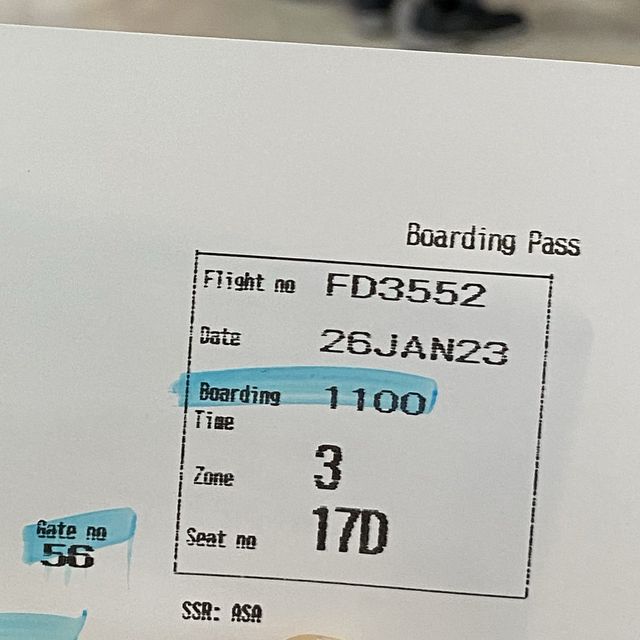 Boarding Pass
Flight no FD3552
Date 26JAN23
Boarding 1100
Time
Zone 3
Gate no
56
Seat no 17D
SSR: ASA